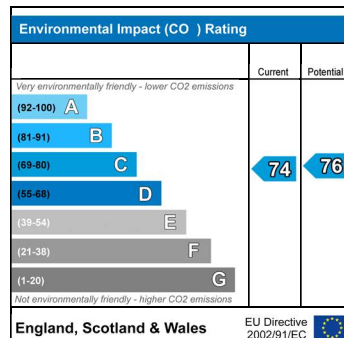 Environmental Impact (CO ) Rating
Current Potential
Very environmentally friendly - lower CO2 emissions
(92-100) A
(81-91) B
(69-80) C
74 76
(55-68) D
(39-54) E
(21-38) F
(1-20) G
Not environmentally friendly - higher CO2 emissions
England, Scotland & Wales
EU Directive
2002/91/EC